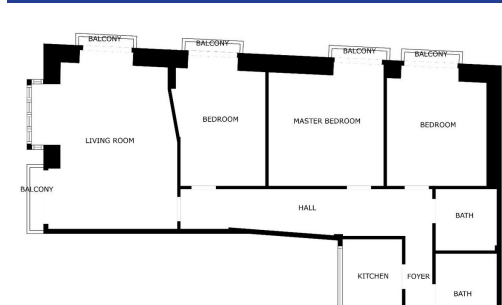 BALCONY
BALCONY
BALCONY
BALCONY
BEDROOM
MASTER BEDROOM
BEDROOM
LIVING ROOM
BALCONY
HALL
BATH
KITCHEN
FOYER
BATH